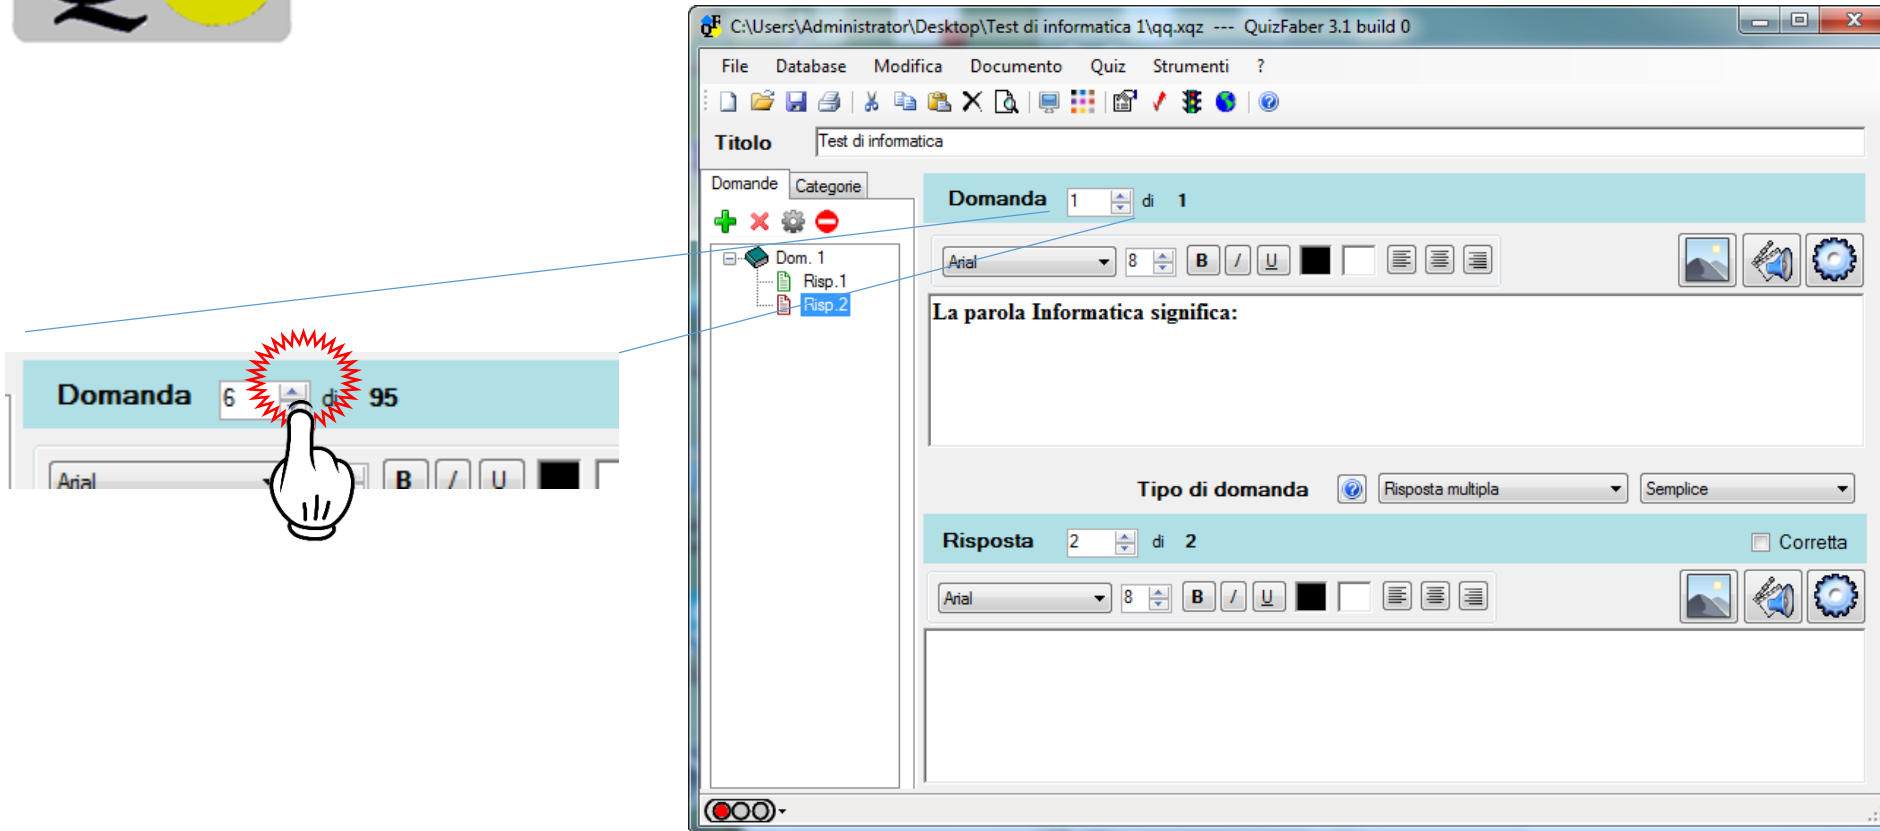 C:\Users\Administrator\Desktop\Test di informatica 1\qq.xqz --- QuizFaber 3.1 build 0
File Database Modifica Documento Quiz Strumenti ?
Titolo Test di informatica
Domande Categorie
Domanda 1 di 1
Dom. 1
Risp.1
Risp.2
Arial 8 B I U
La parola Informatica significa:
Tipo di domanda Risposta multipla Semplice
Risposta 2 di 2 Corretta
Arial 8 B I U
Domanda 6 di 95
Arial B I U